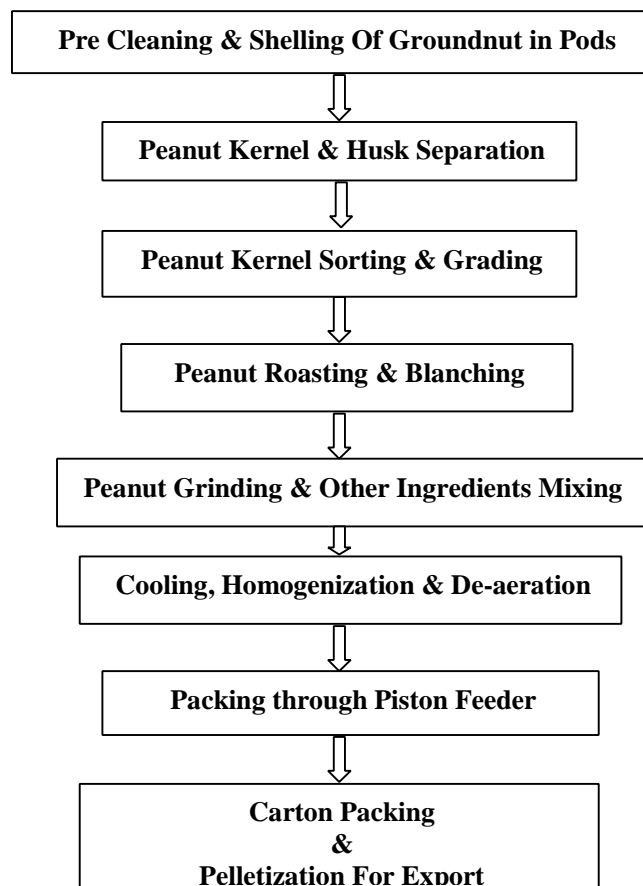 Pre Cleaning & Shelling Of Groundnut in Pods
Peanut Kernel & Husk Separation
Peanut Kernel Sorting & Grading
Peanut Roasting & Blanching
Peanut Grinding & Other Ingredients Mixing
Cooling, Homogenization & De-aeration
Packing through Piston Feeder
Carton Packing
&
Pelletization For Export